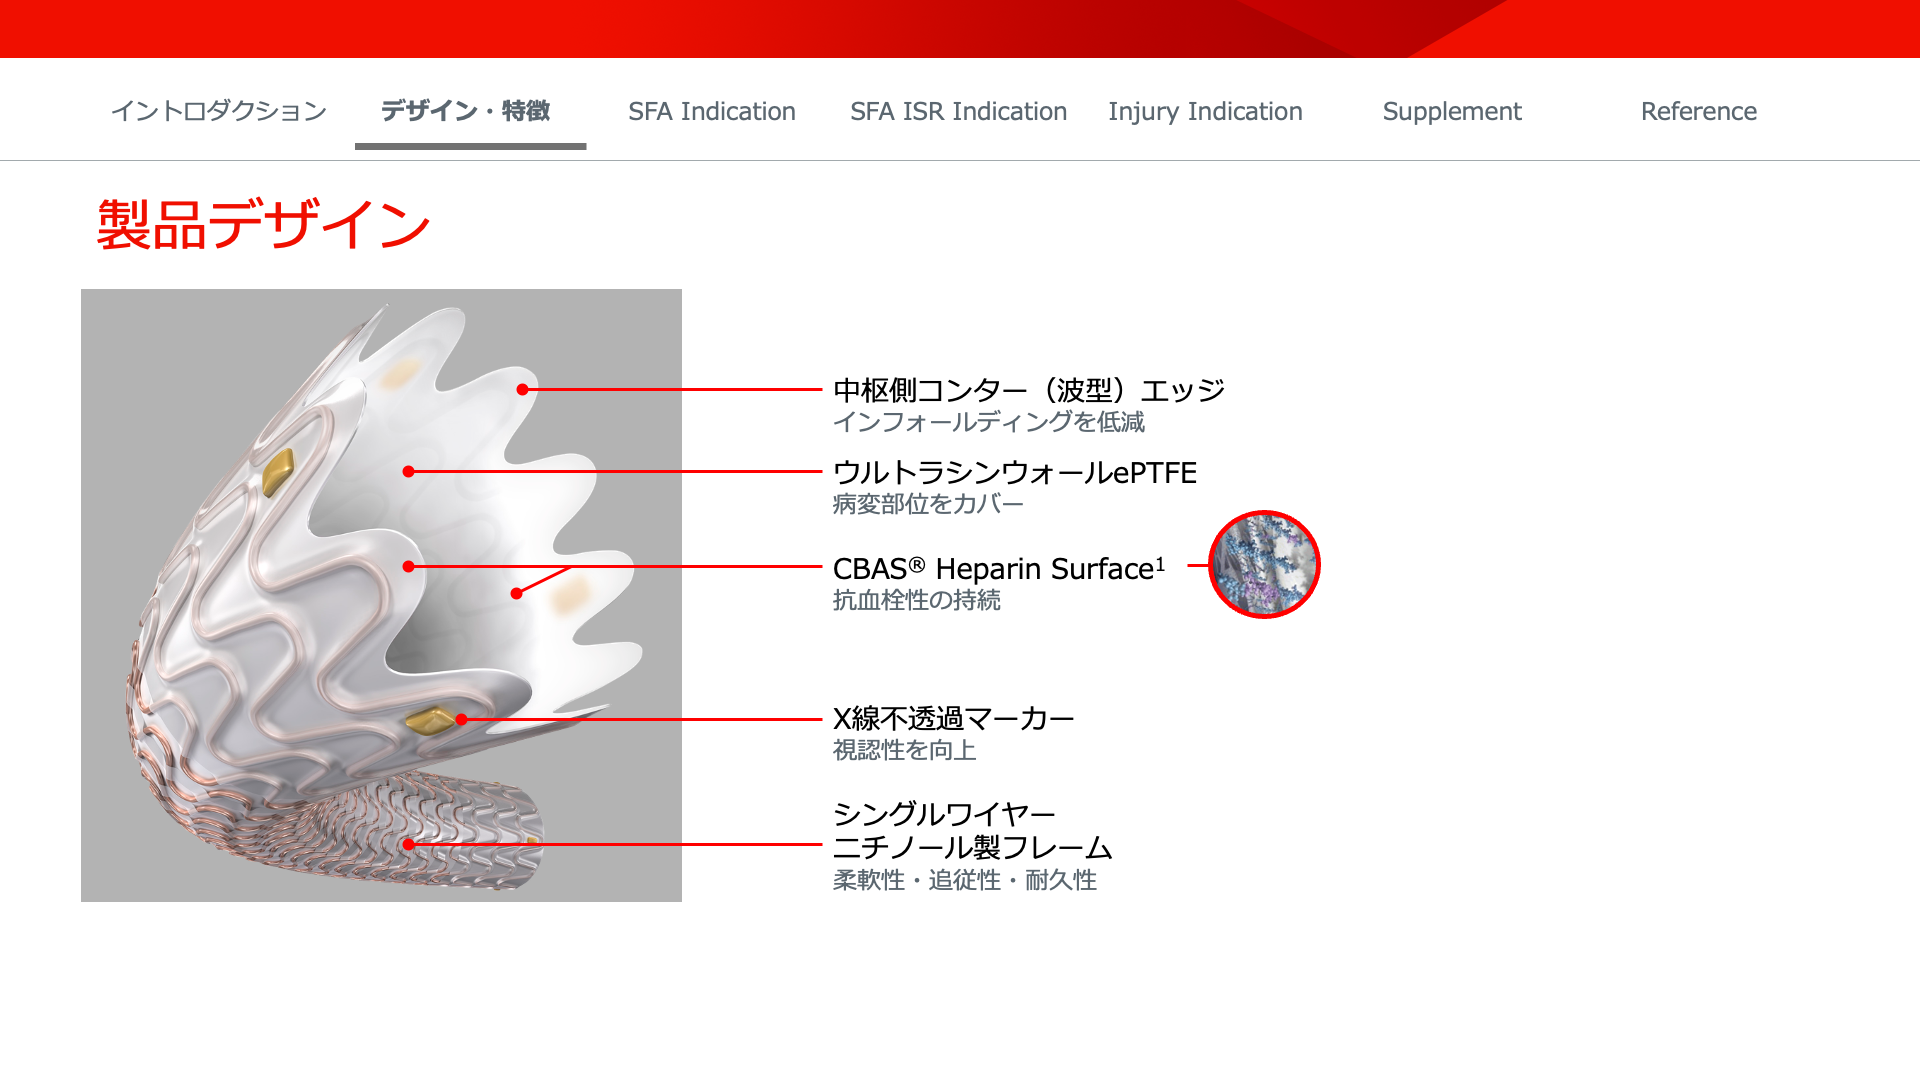 イントロダクション デザイン・特徴 SFA Indication SFA ISR Indication Injury Indication Supplement Reference
製品デザイン
中枢側コンター（波型）エッジ
インフォールディングを低減
ウルトラシンウォールePTFE
病変部位をカバー
CBAS® Heparin Surface¹
抗血栓性の持続
X線不透過マーカー
視認性を向上
シングルワイヤー
ニチノール製フレーム
柔軟性・追従性・耐久性